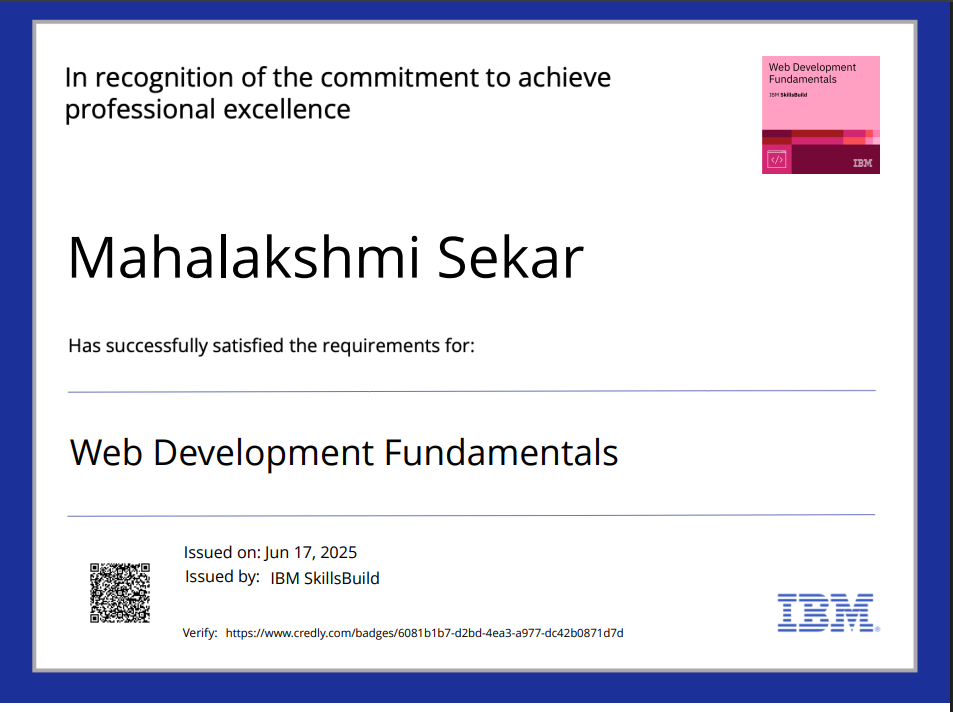 In recognition of the commitment to achieve
professional excellence
Web Development
Fundamentals
IBM SkillsBuild
</>
IBM
Mahalakshmi Sekar
Has successfully satisfied the requirements for:
Web Development Fundamentals
Issued on: Jun 17, 2025
Issued by: IBM SkillsBuild
Verify: https://www.credly.com/badges/6081b1b7-d2bd-4ea3-a977-dc42b0871d7d
IBM®